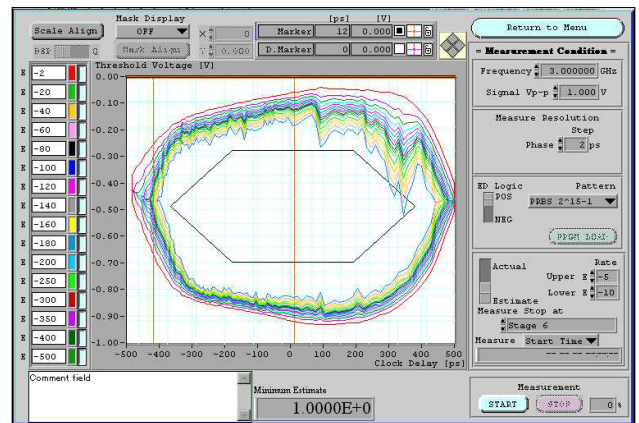 Scale Align
Mask Display
OFF
Mask Align
X 0
Y 0.000
[ps] [V]
Marker 12 0.000
D.Marker 0 0.000
Return to Menu
Threshold Voltage [V]
E -2
E -20
E -40
E -60
E -80
E -100
E -120
E -140
E -160
E -180
E -200
E -250
E -300
E -350
E -400
E -500
0.00
-0.10
-0.20
-0.30
-0.40
-0.50
-0.60
-0.70
-0.80
-0.90
-1.00
-500 -400 -300 -200 -100 0 100 200 300 400 500
Clock Delay [ps]
= Measurement Condition =
Frequency 3.000000 GHz
Signal Vp-p 1.000 V
Measure Resolution
Step
Phase 2 ps
ED Logic Pattern
POS
NEG
PRBS 2^15-1
PPGM LOAD
Actual
Estimate
Rate
Upper E -5
Lower E -10
Measure Stop at
Stage 6
Measure Start Time
Comment field
Minimum Estimate
1.0000E+0
Measurement
START STOP 0 %